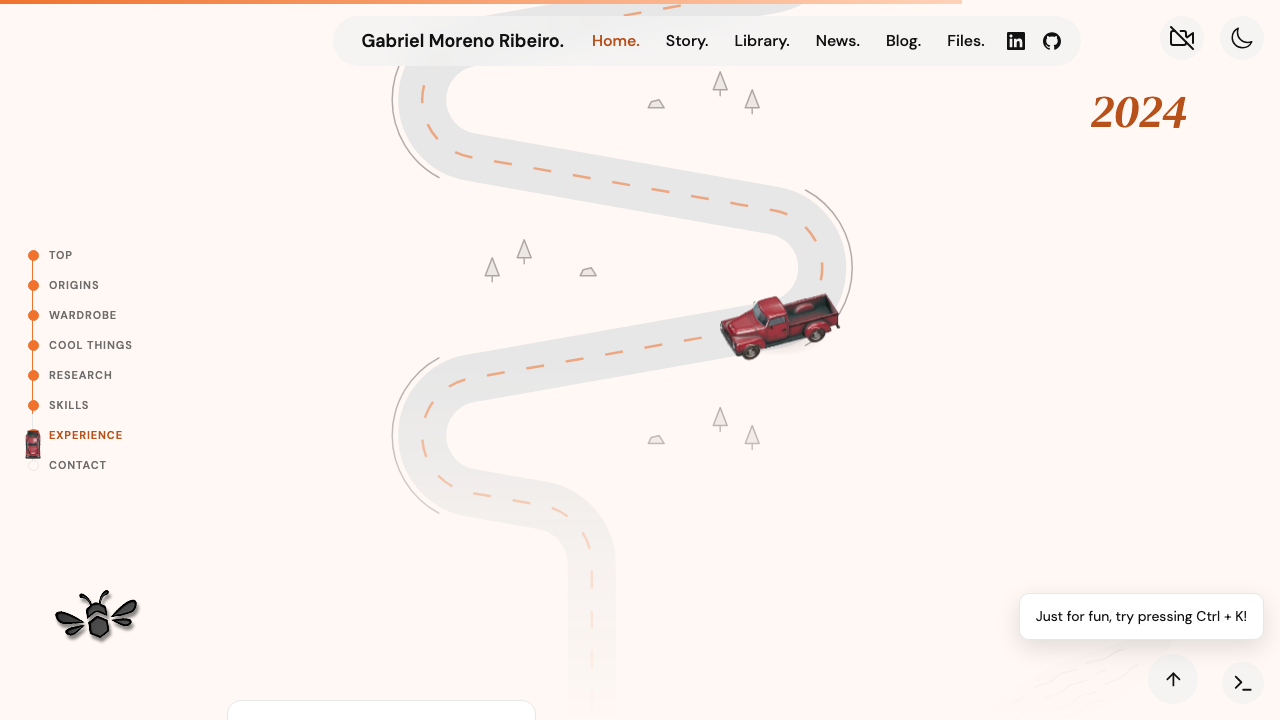 Gabriel Moreno Ribeiro.
Home. Story. Library. News. Blog. Files.
2024
TOP
ORIGINS
WARDROBE
COOL THINGS
RESEARCH
SKILLS
EXPERIENCE
CONTACT
Just for fun, try pressing Ctrl + K!